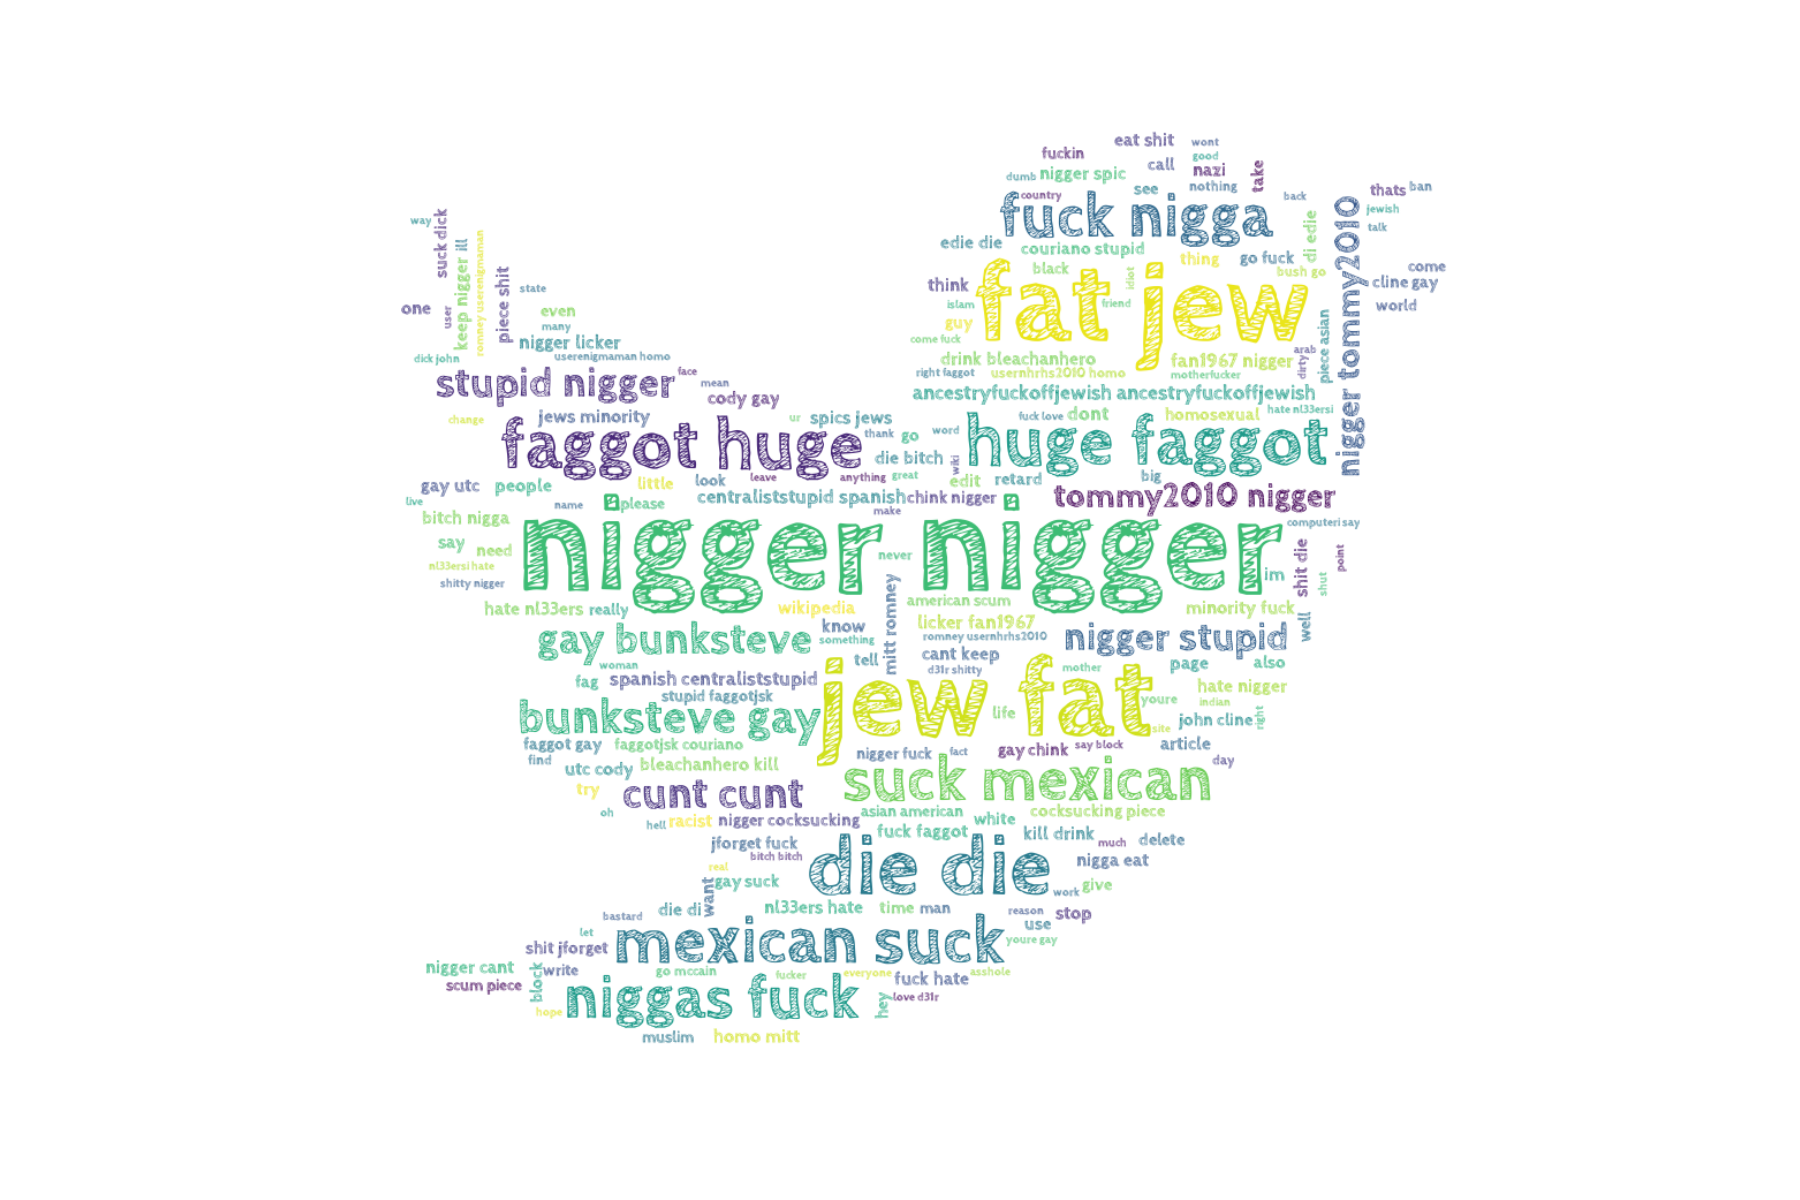 eat shit
wont
fuckin
good
call
nazi
take
dumb
nigger spic
see
nothing
thats
ban
country
back
fuck nigga
nigger tommy2010
jewish
talk
way
suck dick
di edie
edie die
couriano stupid
keep nigger ill
romney userenigmaman
thing
go fuck
black
idiot
bush go
come
cline gay
piece shit
think
fat jew
state
islam
friend
world
one
user
even
guy
piece asian
many
nigger licker
come fuck
arab
dick john
userenigmaman homo
drink bleachanhero
fan1967 nigger
dirty
stupid nigger
face
right faggot
usernhrhs2010 homo
motherfucker
mean
cody gay
ancestryfuckoffjewish ancestryfuckoffjewish
change
jews minority
ur
spics jews
fuck love
dont
homosexual
hate nl33ersi
faggot huge
thank
go
word
huge faggot
die bitch
wiki
gay utc
people
little
look
leave
anything
great
edit
retard
big
live
name
please
centraliststupid spanish
chink nigger
tommy2010 nigger
make
bitch nigga
nigger nigger
computeri say
say
need
never
shit die
point
nl33ersi hate
im
shut
shitty nigger
hate nl33ers
really
wikipedia
mitt romney
american scum
minority fuck
know
licker fan1967
well
gay bunksteve
something
romney usernhrhs2010
nigger stupid
tell
cant keep
woman
d31r shitty
mother
page
also
fag
spanish centraliststupid
jew fat
hate nigger
stupid faggotjsk
youre
indian
bunksteve gay
life
john cline
right
site
faggot gay
faggotjsk couriano
nigger fuck
fact
gay chink
say block
article
find
utc cody
bleachanhero kill
day
try
cunt cunt
suck mexican
oh
hell
racist
nigger cocksucking
asian american
white
cocksucking piece
fuck faggot
kill drink
jforget fuck
much
delete
bitch bitch
die die
nigga eat
real
want
gay suck
work
give
die di
nl33ers hate
time
man
reason
stop
bastard
use
let
shit jforget
mexican suck
youre gay
nigger cant
block
write
go mccain
fucker
everyone
fuck hate
asshole
scum piece
niggas fuck
hey
love d31r
hope
muslim
homo mitt